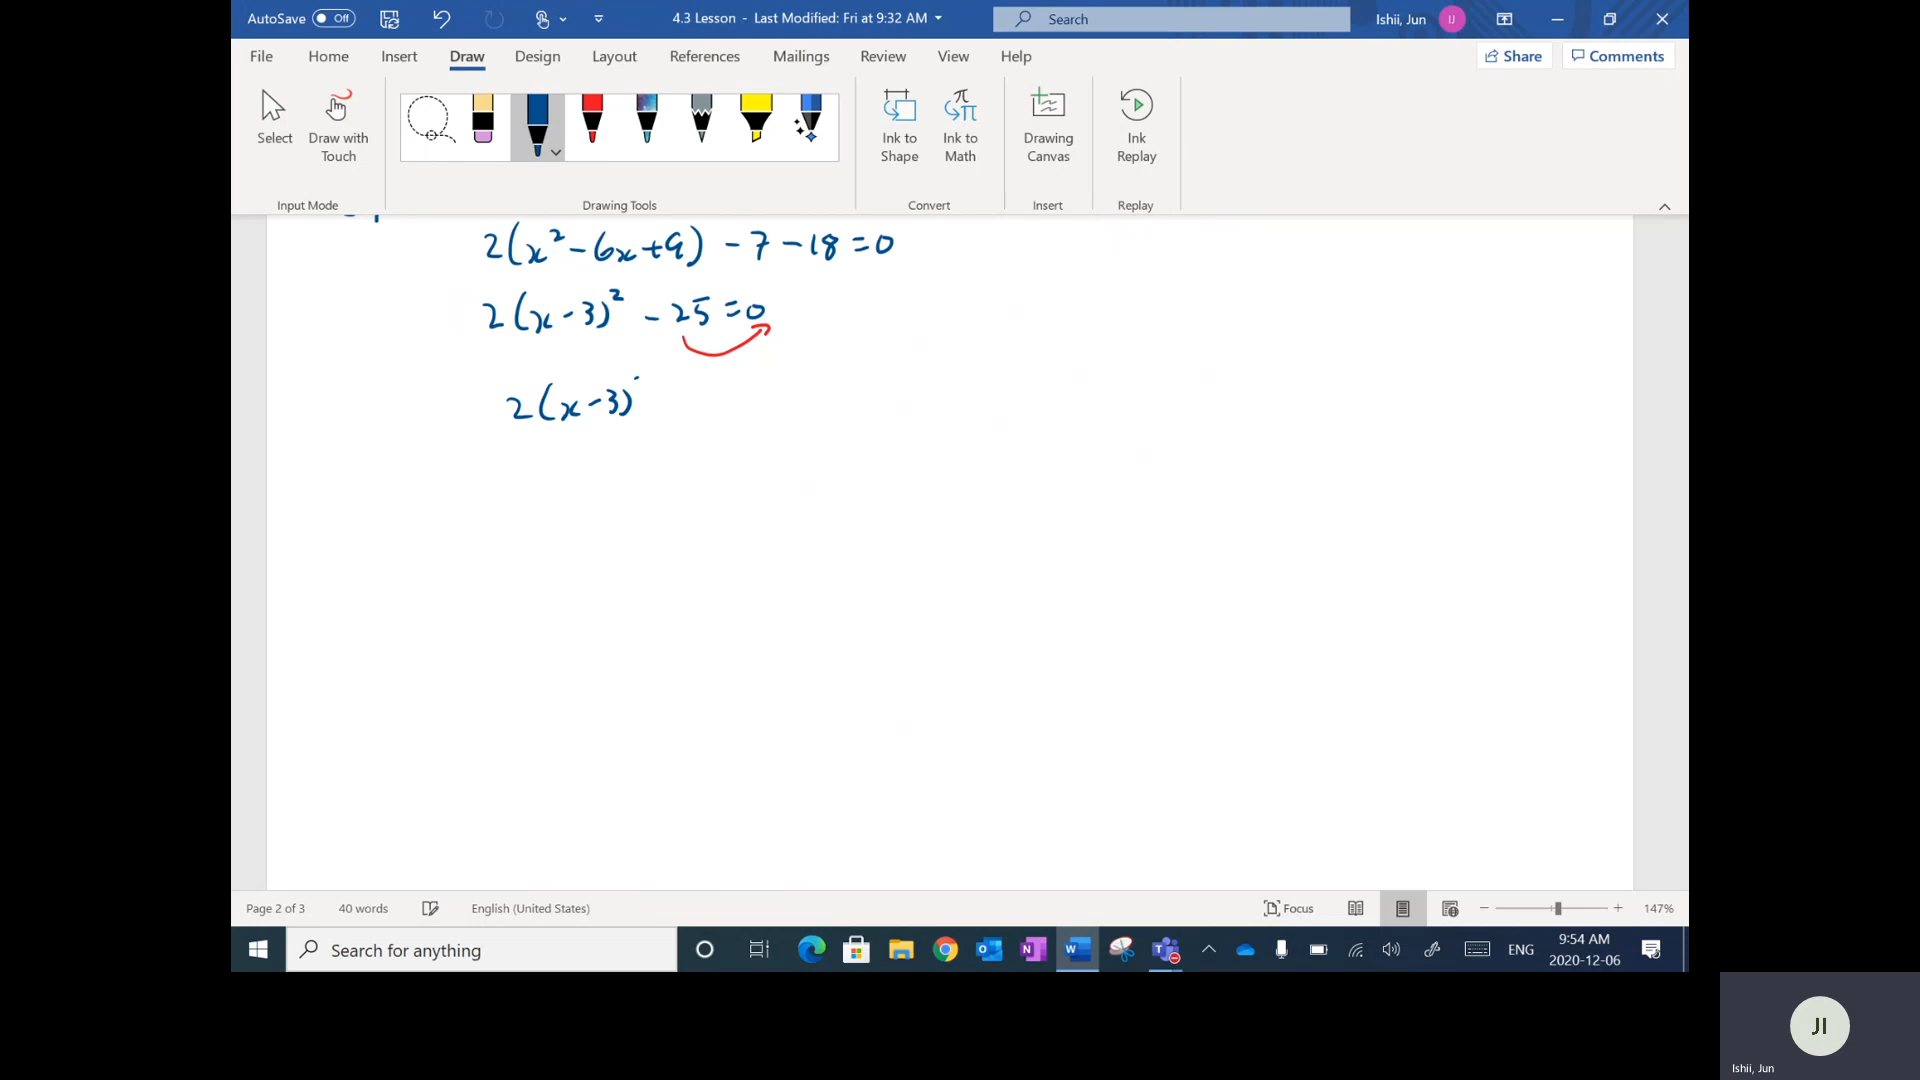 AutoSave Off 4.3 Lesson - Last Modified: Fri at 9:32 AM Search Ishii, Jun IJ
File Home Insert Draw Design Layout References Mailings Review View Help Share Comments
Select
Draw with Touch
Ink to Shape
Ink to Math
Drawing Canvas
Ink Replay
Input Mode Drawing Tools Convert Insert Replay
2(x² - 6x + 9) - 7 - 18 = 0
2(x - 3)² - 25 = 0
2(x - 3)
Page 2 of 3 40 words English (United States) Focus 147%
Search for anything ENG 9:54 AM
2020-12-06
JI
Ishii, Jun